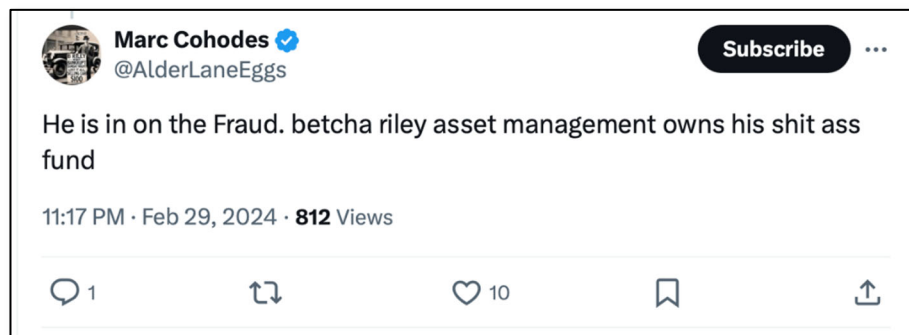 Marc Cohodes
Subscribe
@AlderLaneEggs
He is in on the Fraud. betcha riley asset management owns his shit ass
fund
11:17 PM · Feb 29, 2024 · 812 Views
1
10